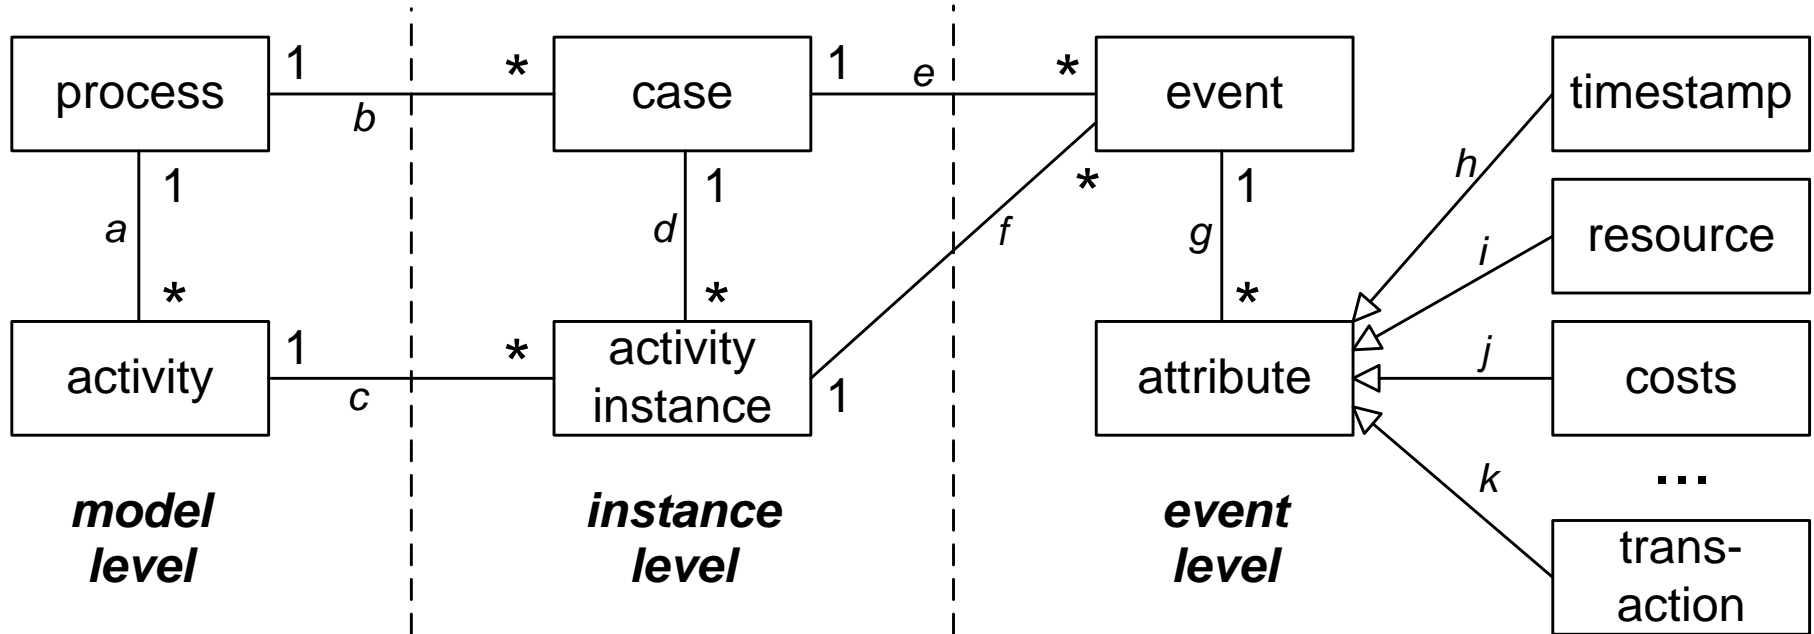 process
1
b
*
case
1
e
*
event
timestamp
1
a
*
1
d
*
f
*
1
g
*
h
i
resource
activity
1
c
*
activity
instance
1
attribute
j
costs
k
...
trans-
action
model
level
instance
level
event
level